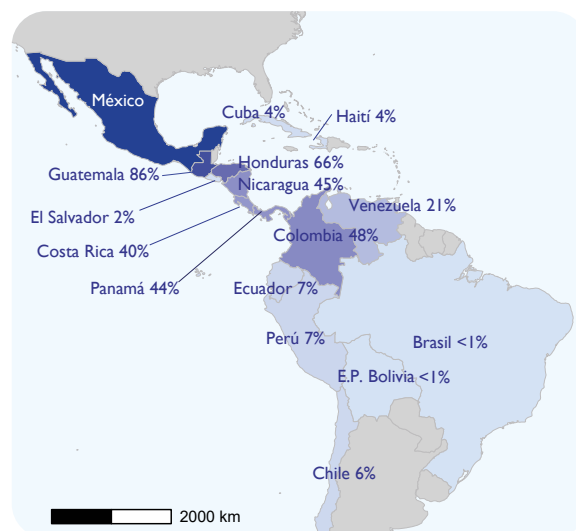 México
Cuba 4%
Haití 4%
Guatemala 86%
Honduras 66%
Nicaragua 45%
El Salvador 2%
Venezuela 21%
Costa Rica 40%
Colombia 48%
Panamá 44%
Ecuador 7%
Perú 7%
Brasil <1%
E.P. Bolivia <1%
Chile 6%
2000 km